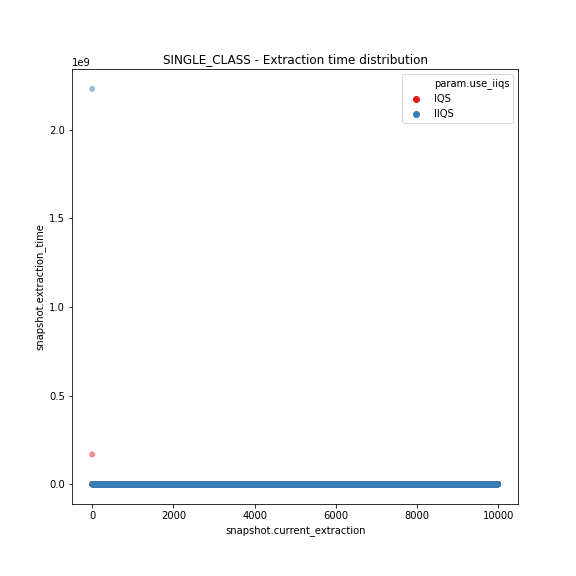 SINGLE_CLASS - Extraction time distribution
1e9
param.use_iiqs
IQS
IIQS
2.0
1.5
1.0
0.5
0.0
snapshot.extraction_time
0 2000 4000 6000 8000 10000
snapshot.current_extraction